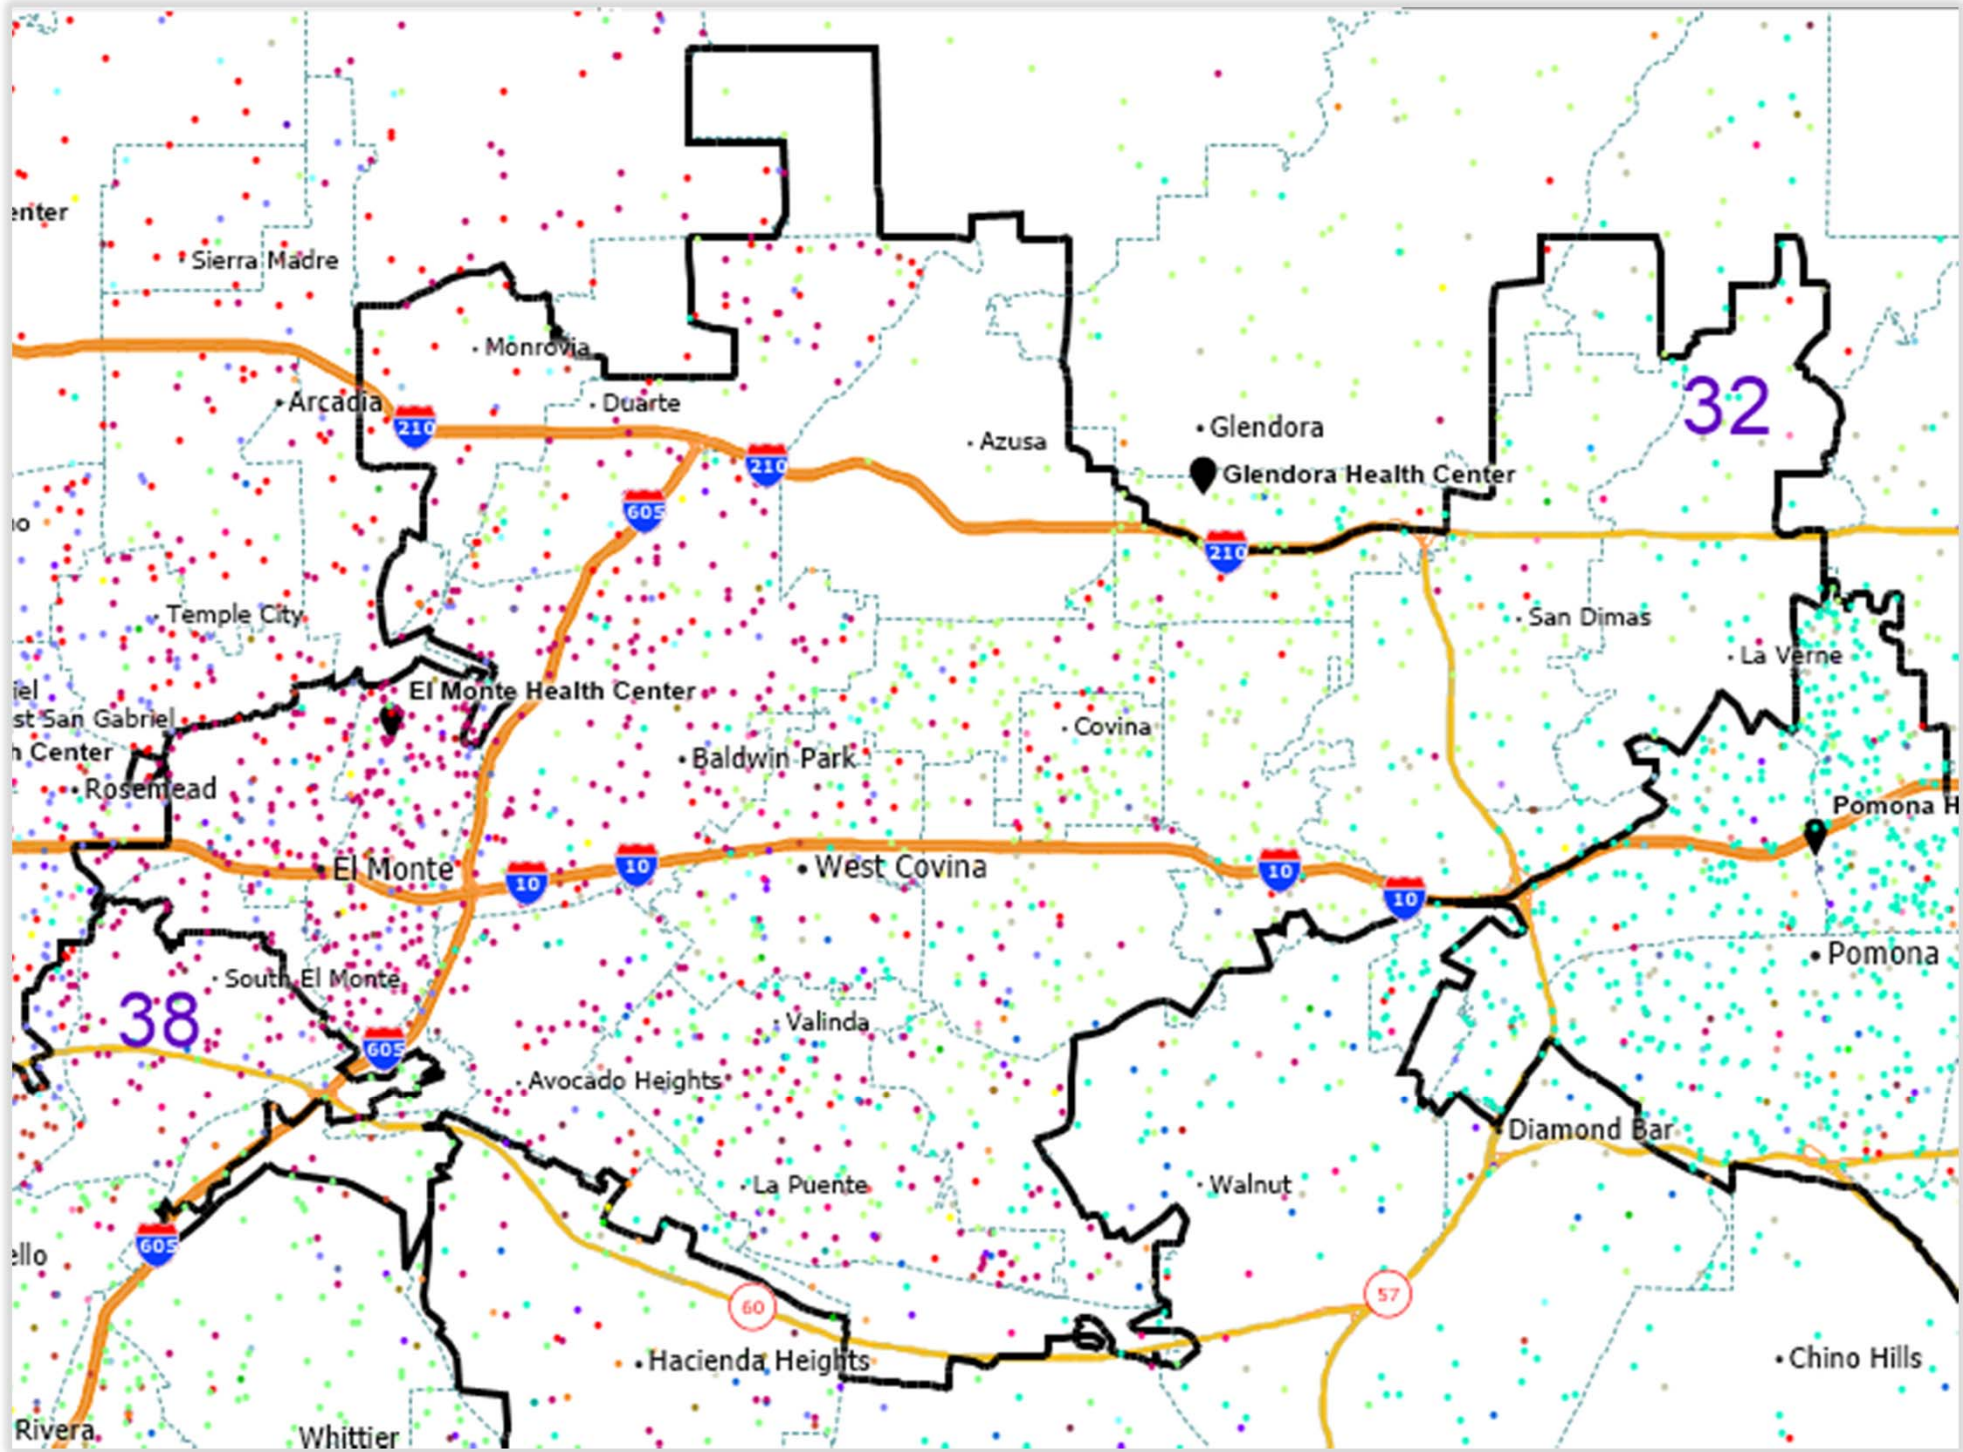 enter
Sierra Madre
Monrovia
32
Arcadia
Duarte
210
Glendora
Azusa
210
Glendora Health Center
605
no
210
Temple City
San Dimas
La Verne
iel
El Monte Health Center
st San Gabriel
Covina
h Center
Baldwin Park
Rosemead
Pomona H
El Monte
West Covina
10
10
10
10
Pomona
South El Monte
38
Valinda
605
Avocado Heights
Diamond Bar
La Puente
Walnut
605
ello
57
60
Hacienda Heights
Chino Hills
Rivera
Whittier